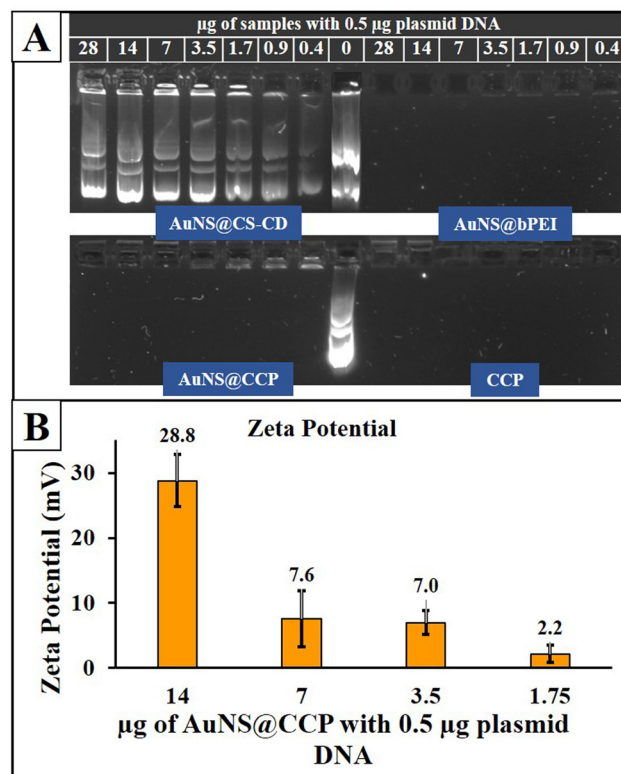 A
µg of samples with 0.5 µg plasmid DNA
28 14 7 3.5 1.7 0.9 0.4 0 28 14 7 3.5 1.7 0.9 0.4
AuNS@CS-CD AuNS@bPEI
AuNS@CCP CCP
B
Zeta Potential
28.8
7.6
7.0
2.2
Zeta Potential (mV)
30
20
10
0
14 7 3.5 1.75
µg of AuNS@CCP with 0.5 µg plasmid
DNA